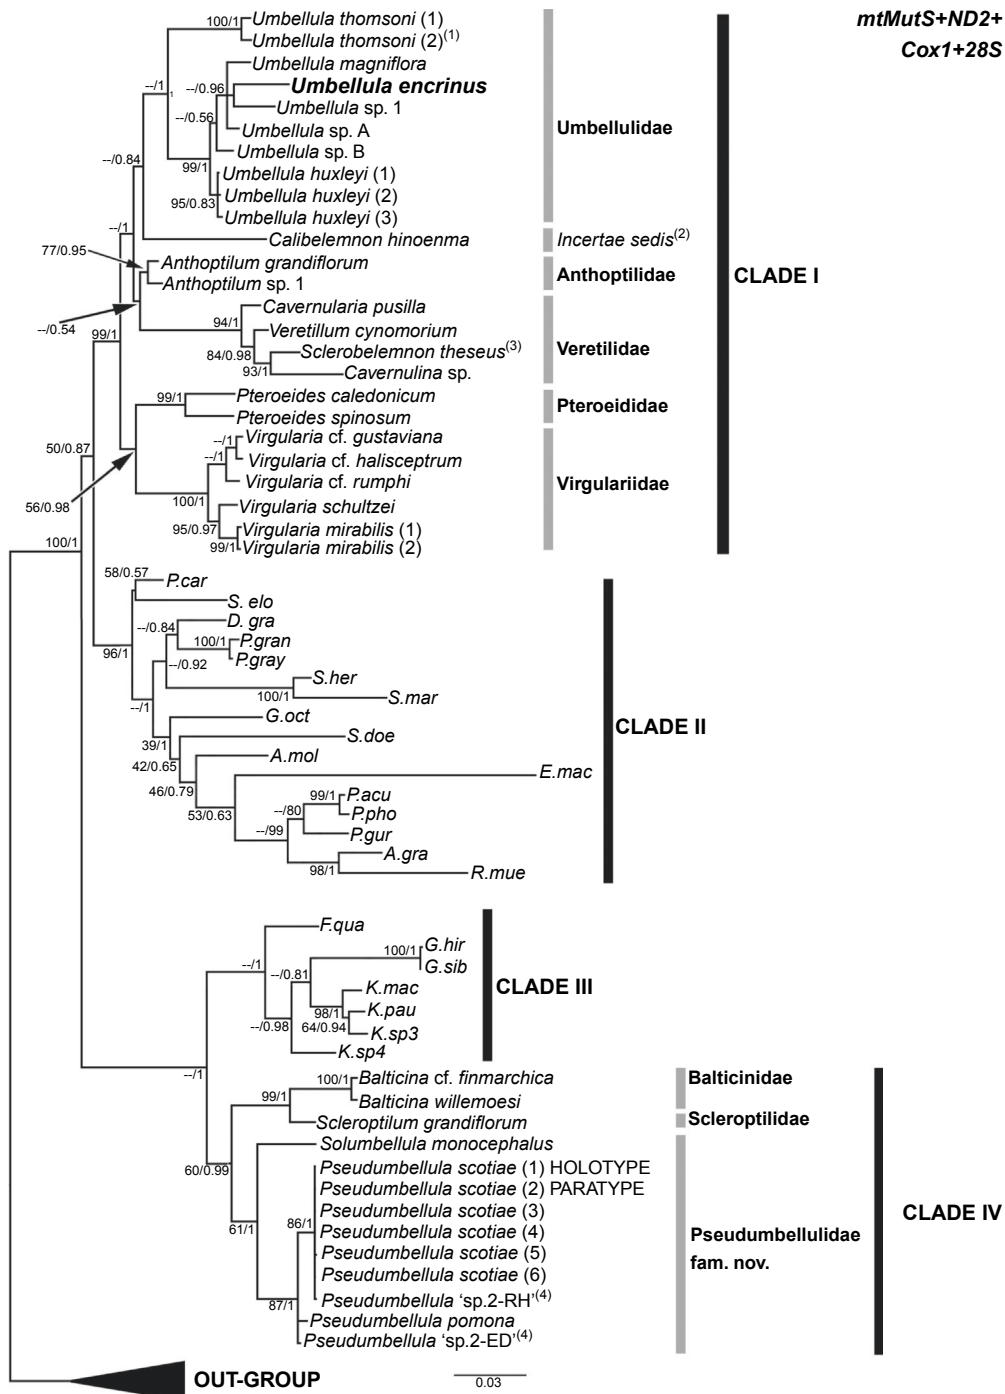 mtMutS+ND2+
Cox1+28S
100/1
Umbellula thomsoni (1)
Umbellula thomsoni (2)(1)
Umbellula magniflora
--/0.96
Umbellula encrinus
--/1
1
Umbellula sp. 1
--/0.56
Umbellula sp. A
Umbellula sp. B
--/0.84
99/1
Umbellula huxleyi (1)
95/0.83
Umbellula huxleyi (2)
Umbellula huxleyi (3)
Umbellulidae
--/1
Calibelemnon hinoenma
Incertae sedis(2)
77/0.95
Anthoptilum grandiflorum
Anthoptilum sp. 1
Anthoptilidae
CLADE I
--/0.54
Cavernularia pusilla
94/1
Veretillum cynomorium
99/1
84/0.98
Sclerobelemnon theseus(3)
93/1
Cavernulina sp.
Veretilidae
99/1
Pteroeides caledonicum
Pteroeides spinosum
Pteroeididae
50/0.87
--/1
Virgularia cf. gustaviana
--/1
Virgularia cf. halisceptrum
Virgularia cf. rumphi
56/0.98
100/1
Virgularia schultzei
95/0.97
Virgularia mirabilis (1)
99/1
Virgularia mirabilis (2)
Virgulariidae
100/1
58/0.57
P.car
S. elo
--/0.84
D. gra
100/1
P.gran
96/1
P.gray
--/0.92
S.her
100/1
S.mar
--/1
G.oct
39/1
S.doe
42/0.65
A.mol
46/0.79
E.mac
53/0.63
99/1
P.acu
--/80
P.pho
--/99
P.gur
A.gra
98/1
R.mue
CLADE II
F.qua
100/1
G.hir
--/1
--/0.81
G.sib
K.mac
98/1
K.pau
64/0.94
--/0.98
K.sp3
K.sp4
CLADE III
--/1
100/1
Balticina cf. finmarchica
99/1
Balticina willemoesi
Balticinidae
Scleroptilum grandiflorum
Scleroptilidae
Solumbellula monocephalus
60/0.99
Pseudumbellula scotiae (1) HOLOTYPE
Pseudumbellula scotiae (2) PARATYPE
Pseudumbellula scotiae (3)
86/1
61/1
Pseudumbellula scotiae (4)
Pseudumbellula scotiae (5)
Pseudumbellula scotiae (6)
87/1
Pseudumbellula ‘sp.2-RH’(4)
Pseudumbellula pomona
Pseudumbellula ‘sp.2-ED’(4)
Pseudumbellulidae
fam. nov.
CLADE IV
OUT-GROUP
0.03